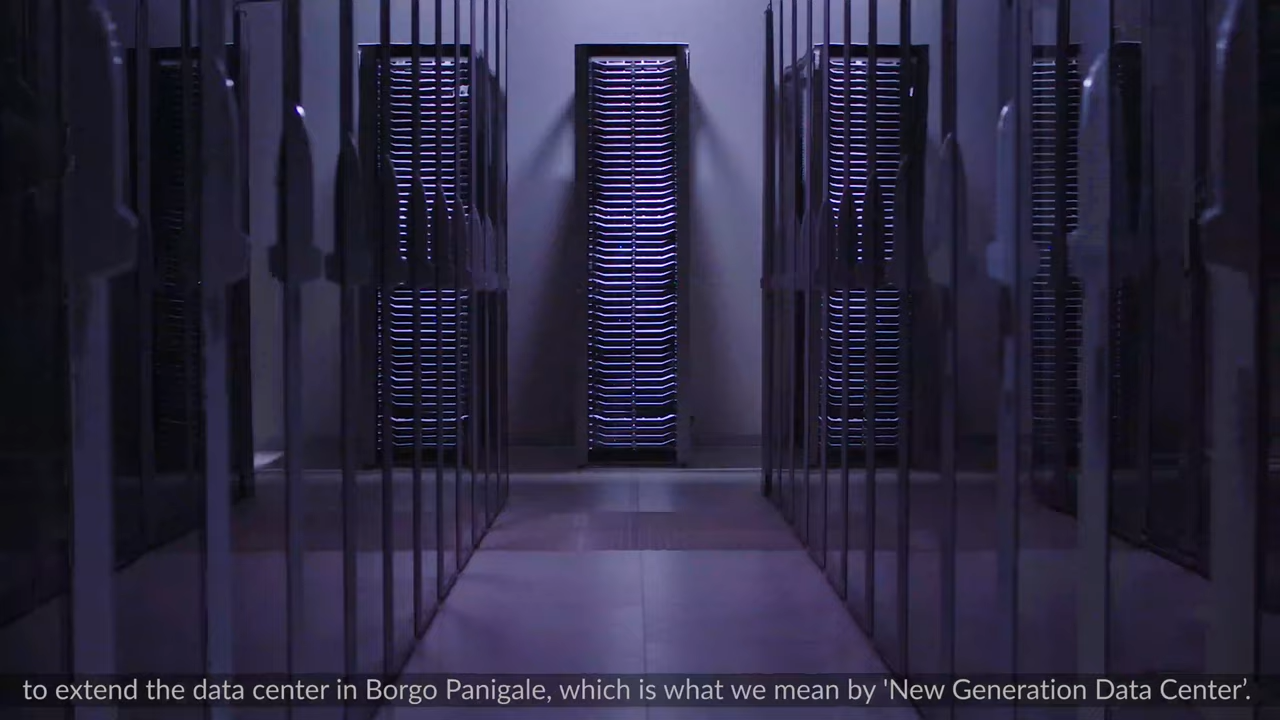 to extend the data center in Borgo Panigale, which is what we mean by 'New Generation Data Center’.